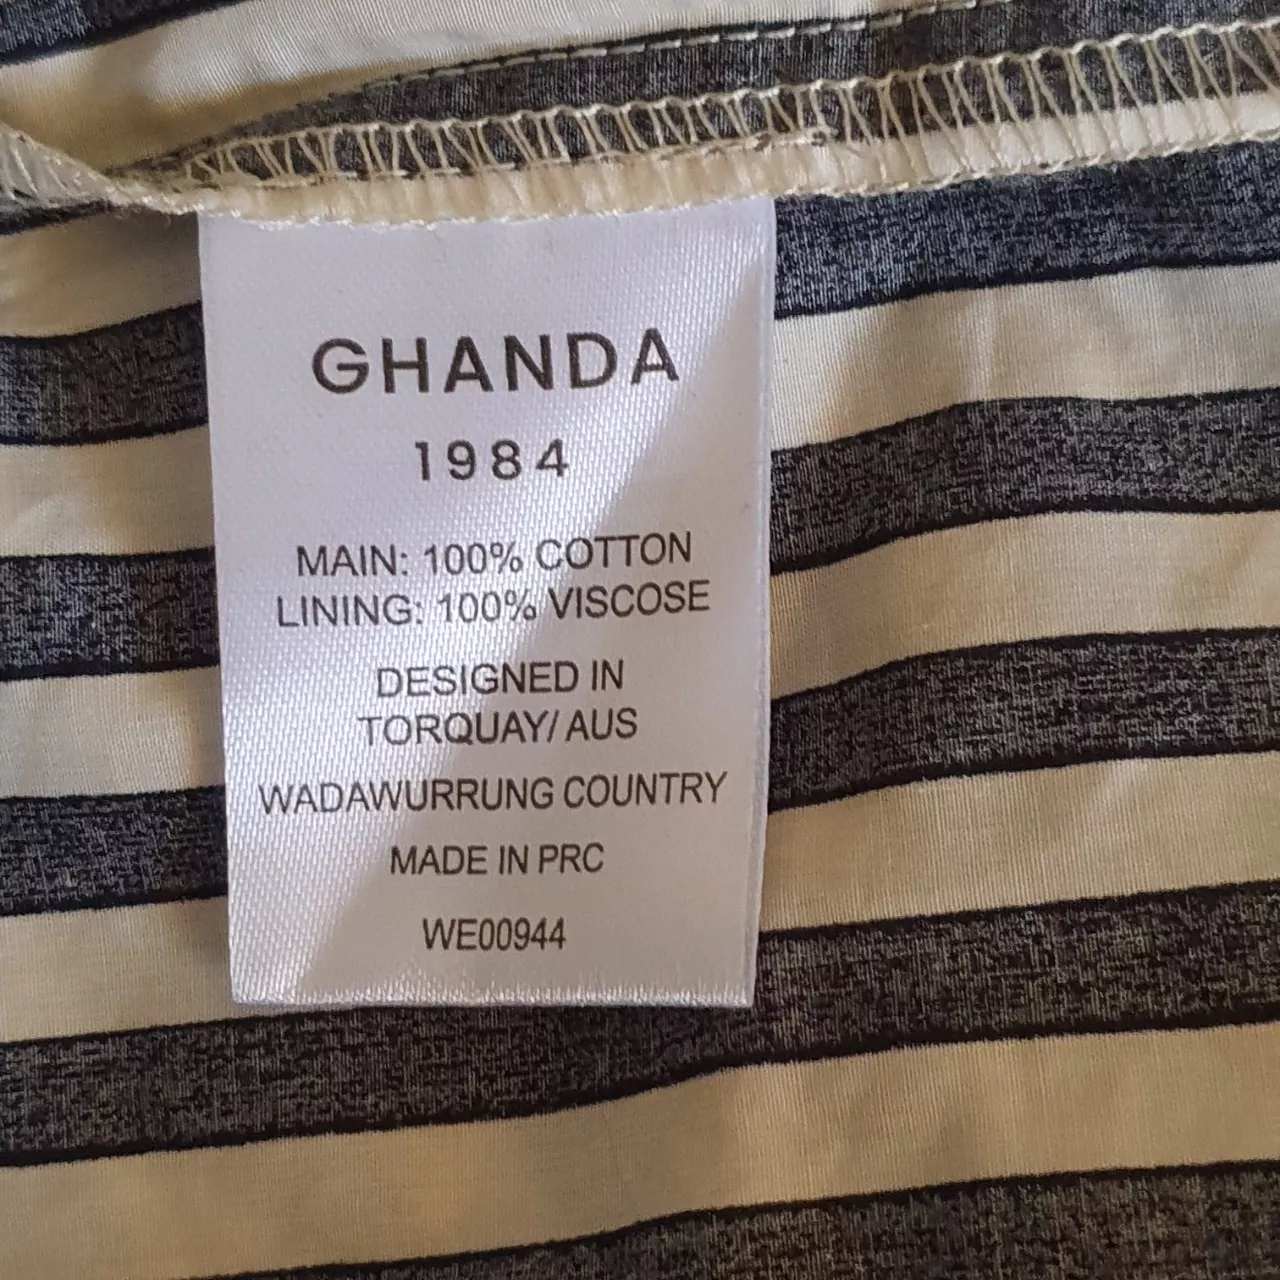 GHANDA
1984
MAIN: 100% COTTON
LINING: 100% VISCOSE
DESIGNED IN
TORQUAY/ AUS
WADAWURRUNG COUNTRY
MADE IN PRC
WE00944